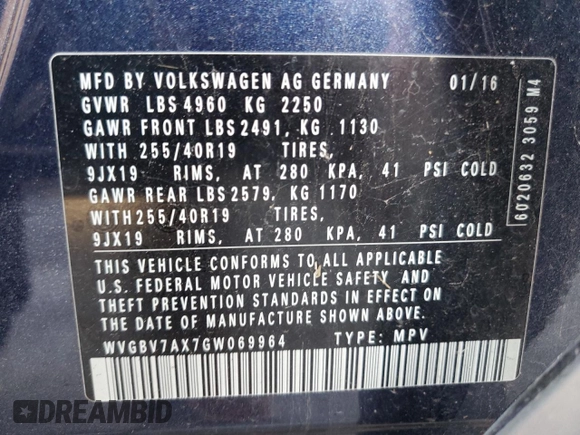 MFD BY VOLKSWAGEN AG GERMANY 01/16
GVWR LBS 4960 KG 2250
GAWR FRONT LBS 2491, KG 1130
WITH 255/40R19 TIRES,
9JX19 RIMS, AT 280 KPA, 41 PSI COLD
GAWR REAR LBS 2579, KG 1170
WITH 255/40R19 TIRES,
9JX19 RIMS, AT 280 KPA, 41 PSI COLD
THIS VEHICLE CONFORMS TO ALL APPLICABLE
U.S. FEDERAL MOTOR VEHICLE SAFETY AND
THEFT PREVENTION STANDARDS IN EFFECT ON
THE DATE OF MANUFACTURE SHOWN ABOVE.
WVGBV7AX7GW069964 TYPE: MPV
6020632 3059 M4
DREAMBID